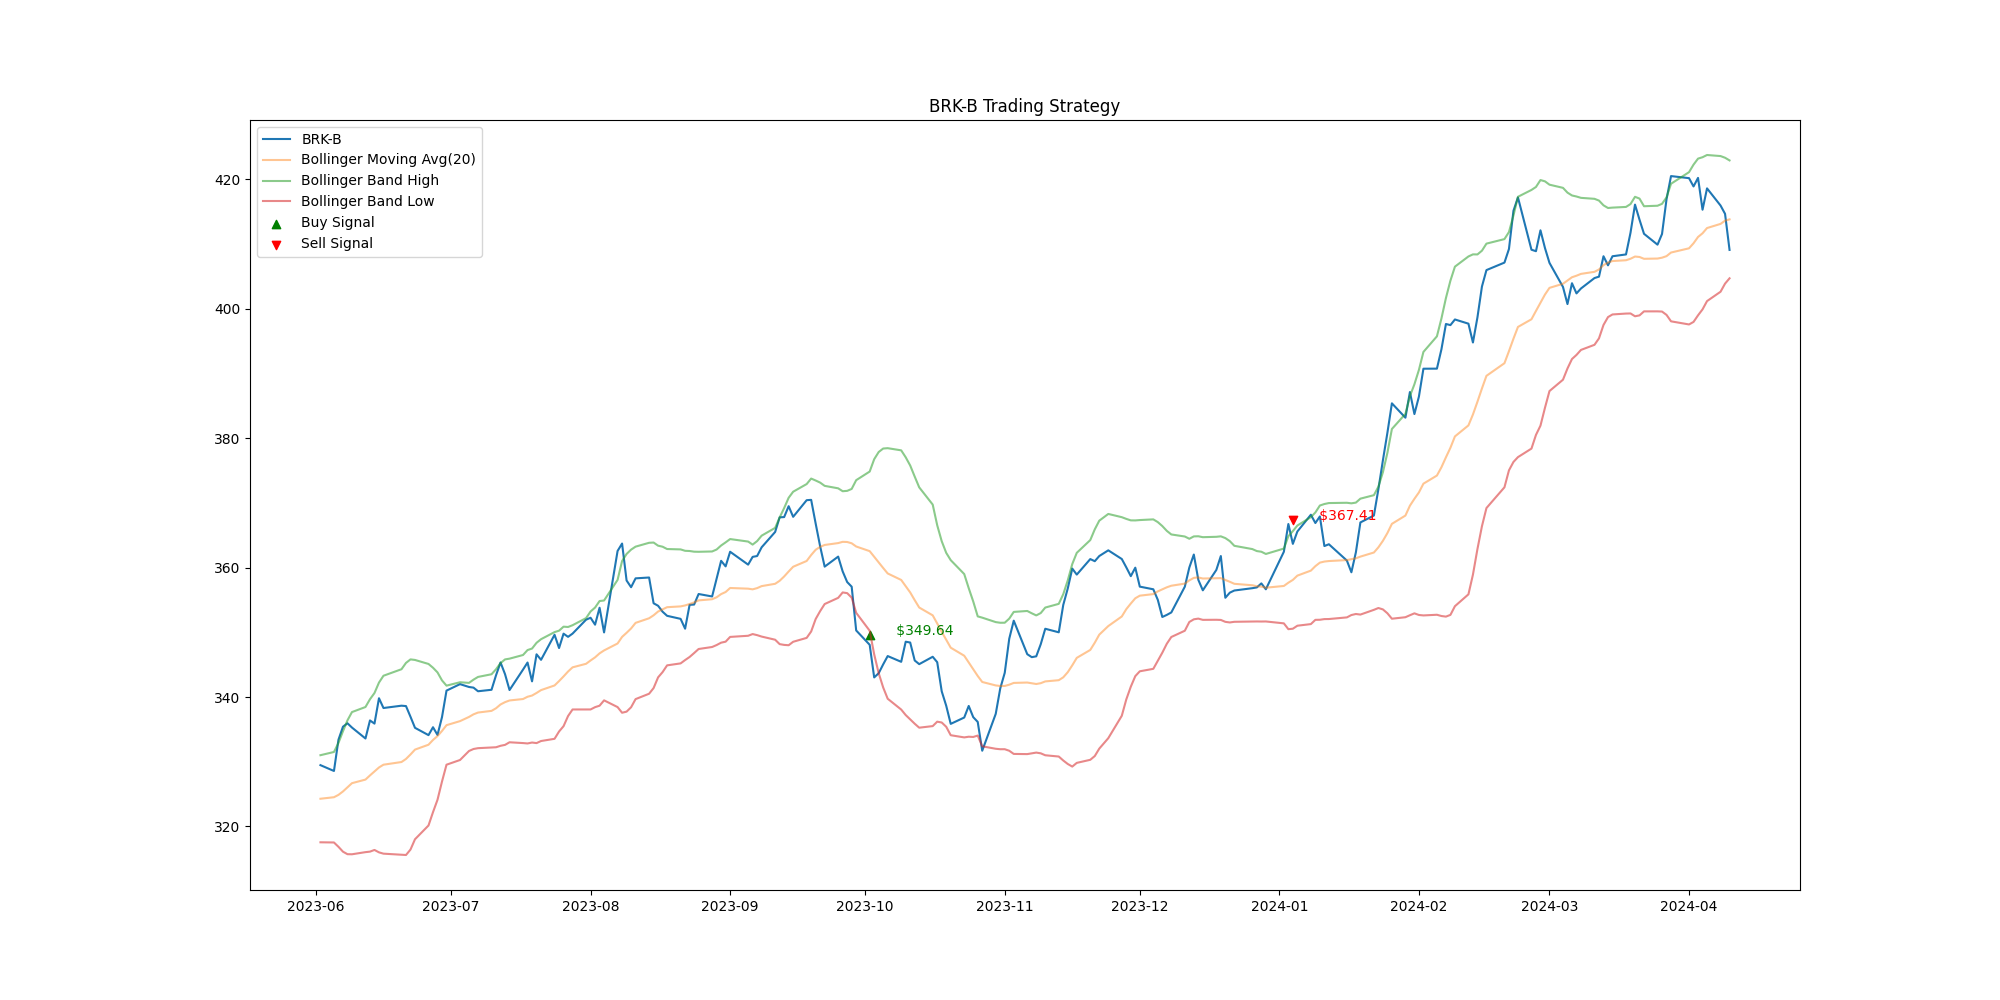 BRK-B Trading Strategy
BRK-B
Bollinger Moving Avg(20)
Bollinger Band High
Bollinger Band Low
Buy Signal
Sell Signal
420
400
380
360
340
320
$367.41
$349.64
2023-06 2023-07 2023-08 2023-09 2023-10 2023-11 2023-12 2024-01 2024-02 2024-03 2024-04